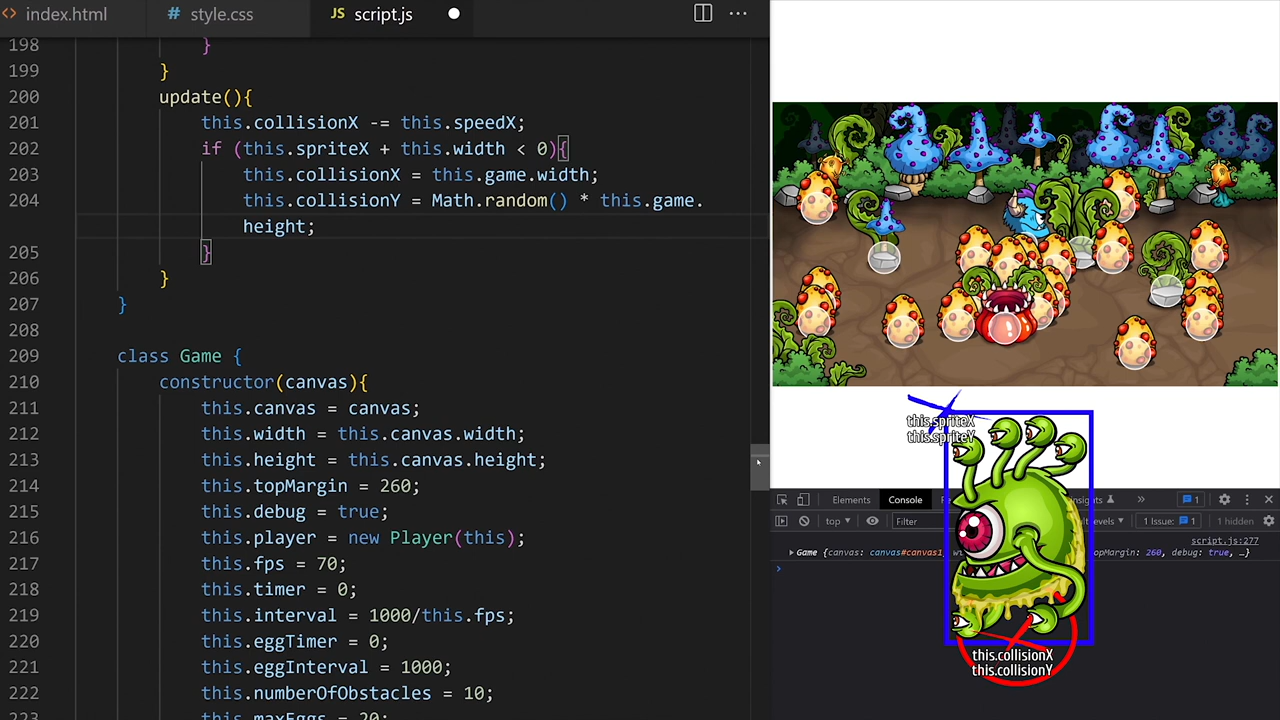 index.html
# style.css
JS script.js
198 }
199 }
200 update(){
201 this.collisionX -= this.speedX;
202 if (this.spriteX + this.width < 0){
203 this.collisionX = this.game.width;
204 this.collisionY = Math.random() * this.game.
height;
205 }
206 }
207 }
208
209 class Game {
210 constructor(canvas){
211 this.canvas = canvas;
212 this.width = this.canvas.width;
213 this.height = this.canvas.height;
214 this.topMargin = 260;
215 this.debug = true;
216 this.player = new Player(this);
217 this.fps = 70;
218 this.timer = 0;
219 this.interval = 1000/this.fps;
220 this.eggTimer = 0;
221 this.eggInterval = 1000;
222 this.numberOfObstacles = 10;
223 this.maxEggs = 20;
this.spriteX
this.spriteY
Elements Console 1
top Filter 1 Issue: 1 1 hidden
script.js:277
Game {canvas: canvas#canvas1, topMargin: 260, debug: true, …}
this.collisionX
this.collisionY